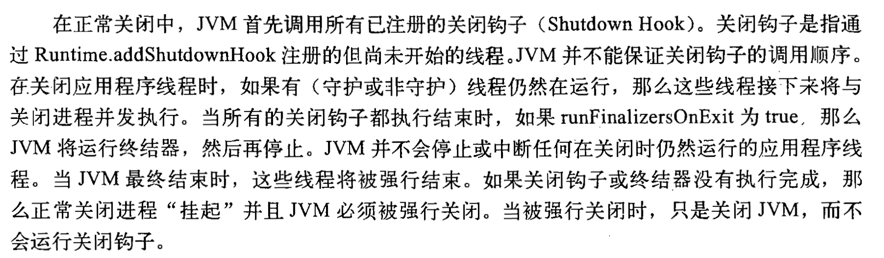 在正常关闭中，JVM 首先调用所有已注册的关闭钩子（Shutdown Hook）。关闭钩子是指通
过 Runtime.addShutdownHook 注册的但尚未开始的线程。JVM 并不能保证关闭钩子的调用顺序。
在关闭应用程序线程时，如果有（守护或非守护）线程仍然在运行，那么这些线程接下来将与
关闭进程并发执行。当所有的关闭钩子都执行结束时，如果 runFinalizersOnExit 为 true，那么
JVM 将运行终结器，然后再停止。JVM 并不会停止或中断任何在关闭时仍然运行的应用程序线
程。当 JVM 最终结束时，这些线程将被强行结束。如果关闭钩子或终结器没有执行完成，那
么正常关闭进程“挂起”并且 JVM 必须被强行关闭。当被强行关闭时，只是关闭 JVM，而不
会运行关闭钩子。